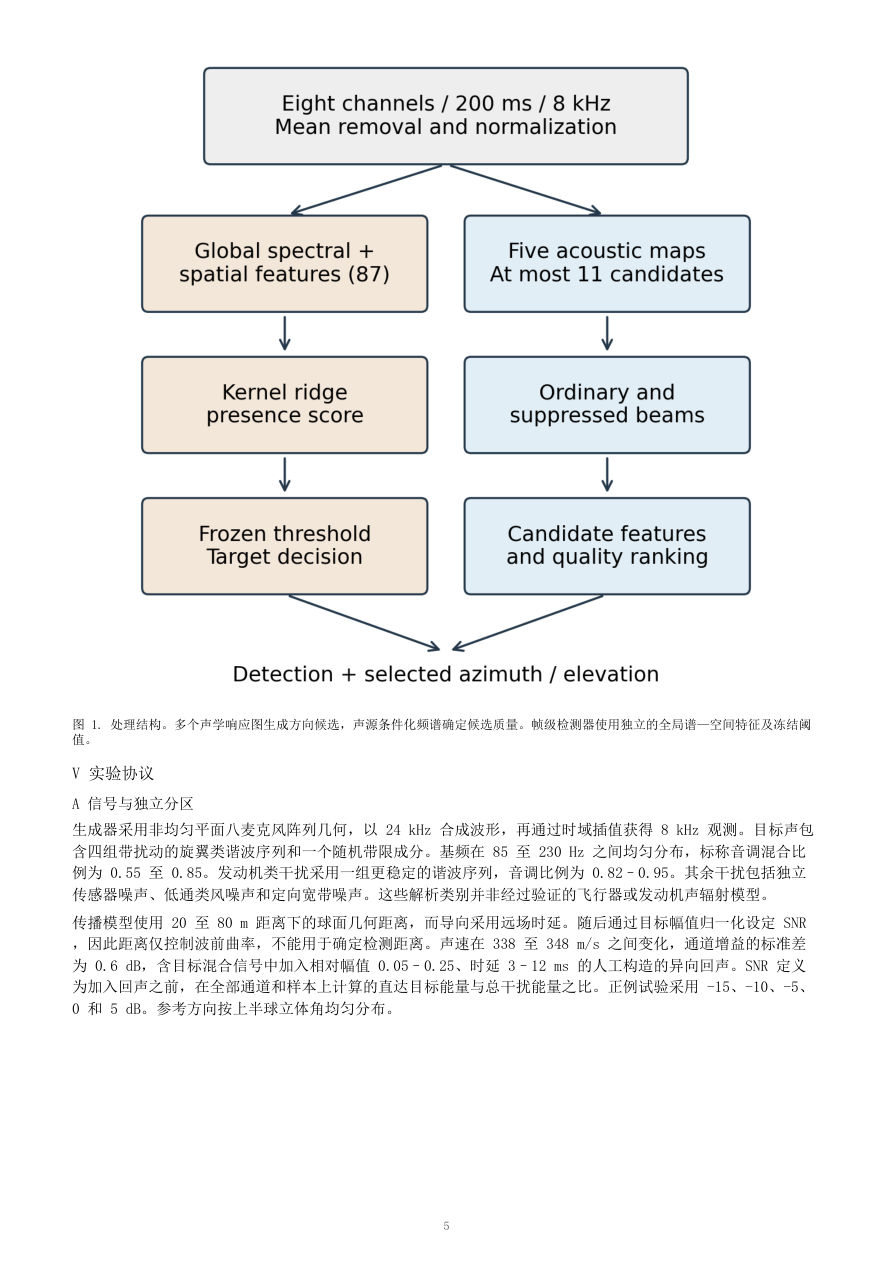 Eight channels / 200 ms / 8 kHz
Mean removal and normalization
Global spectral +
spatial features (87)
Five acoustic maps
At most 11 candidates
Kernel ridge
presence score
Ordinary and
suppressed beams
Frozen threshold
Target decision
Candidate features
and quality ranking
Detection + selected azimuth / elevation
图 1. 处理结构。多个声学响应图生成方向候选，声源条件化频谱确定候选质量。帧级检测器使用独立的全局谱—空间特征及冻结阈
值。
V 实验协议
A 信号与独立分区
生成器采用非均匀平面八麦克风阵列几何，以 24 kHz 合成波形，再通过时域插值获得 8 kHz 观测。目标声包
含四组带扰动的旋翼类谐波序列和一个随机带限成分。基频在 85 至 230 Hz 之间均匀分布，标称音调混合比
例为 0.55 至 0.85。发动机类干扰采用一组更稳定的谐波序列，音调比例为 0.82–0.95。其余干扰包括独立
传感器噪声、低通类风噪声和定向宽带噪声。这些解析类别并非经过验证的飞行器或发动机声辐射模型。
传播模型使用 20 至 80 m 距离下的球面几何距离，而导向采用远场时延。随后通过目标幅值归一化设定 SNR
，因此距离仅控制波前曲率，不能用于确定检测距离。声速在 338 至 348 m/s 之间变化，通道增益的标准差
为 0.6 dB，含目标混合信号中加入相对幅值 0.05–0.25、时延 3–12 ms 的人工构造的异向回声。SNR 定义
为加入回声之前，在全部通道和样本上计算的直达目标能量与总干扰能量之比。正例试验采用 -15、-10、-5、
0 和 5 dB。参考方向按上半球立体角均匀分布。
5